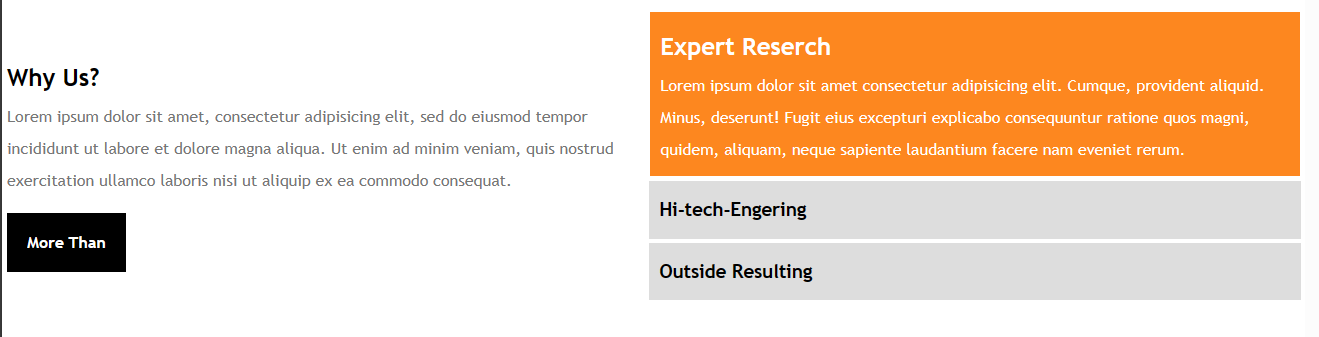 Why Us?
Lorem ipsum dolor sit amet, consectetur adipisicing elit, sed do eiusmod tempor
incididunt ut labore et dolore magna aliqua. Ut enim ad minim veniam, quis nostrud
exercitation ullamco laboris nisi ut aliquip ex ea commodo consequat.
More Than
Expert Reserch
Lorem ipsum dolor sit amet consectetur adipisicing elit. Cumque, provident aliquid.
Minus, deserunt! Fugit eius excepturi explicabo consequuntur ratione quos magni,
quidem, aliquam, neque sapiente laudantium facere nam eveniet rerum.
Hi-tech-Engering
Outside Resulting